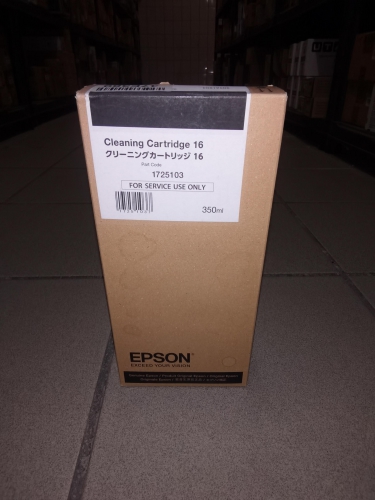 Cleaning Cartridge 16
クリーニングカートリッジ 16
Part Code
1725103
FOR SERVICE USE ONLY
350ml
EPSON
EXCEED YOUR VISION